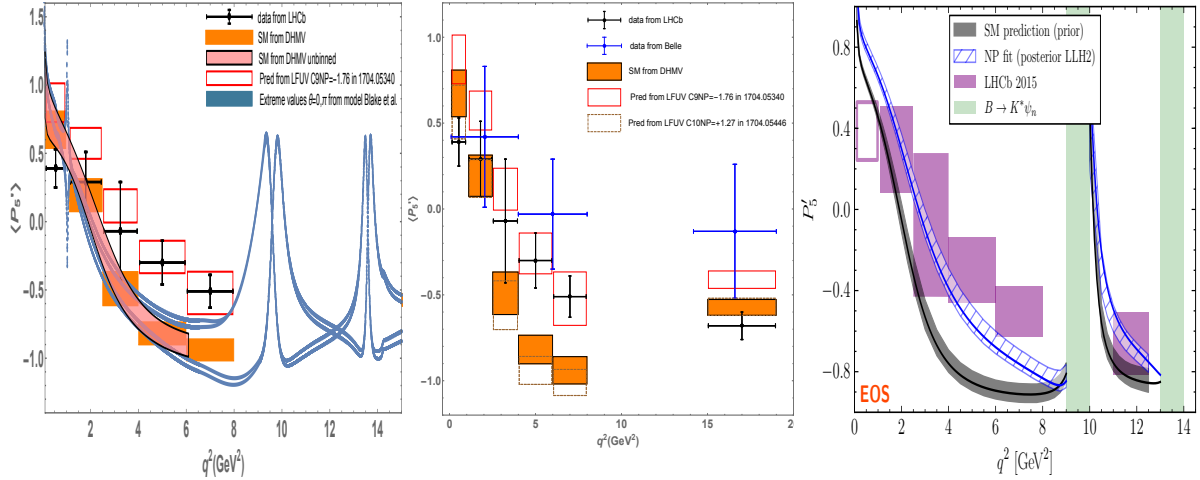 data from LHCb
SM from DHMV
SM from DHMV unbinned
Pred from LFUV C9NP=−1.76 in 1704.05340
Extreme values θ=0,π from model Blake et al.
1.5
1.0
0.5
0.0
-0.5
-1.0
⟨P₅'⟩
2 4 6 8 10 12 14
q²(GeV²)
data from LHCb
data from Belle
SM from DHMV
Pred from LFUV C9NP=−1.76 in 1704.05340
Pred from LFUV C10NP=+1.27 in 1704.05446
1.0
0.5
0.0
-0.5
-1.0
⟨P₅'⟩
0 5 10 15 2
q²(GeV²)
SM prediction (prior)
NP fit (posterior LLH2)
LHCb 2015
B → K*ψₙ
0.8
0.4
0.0
−0.4
−0.8
P₅′
EOS
0 2 4 6 8 10 12 14
q² [GeV²]